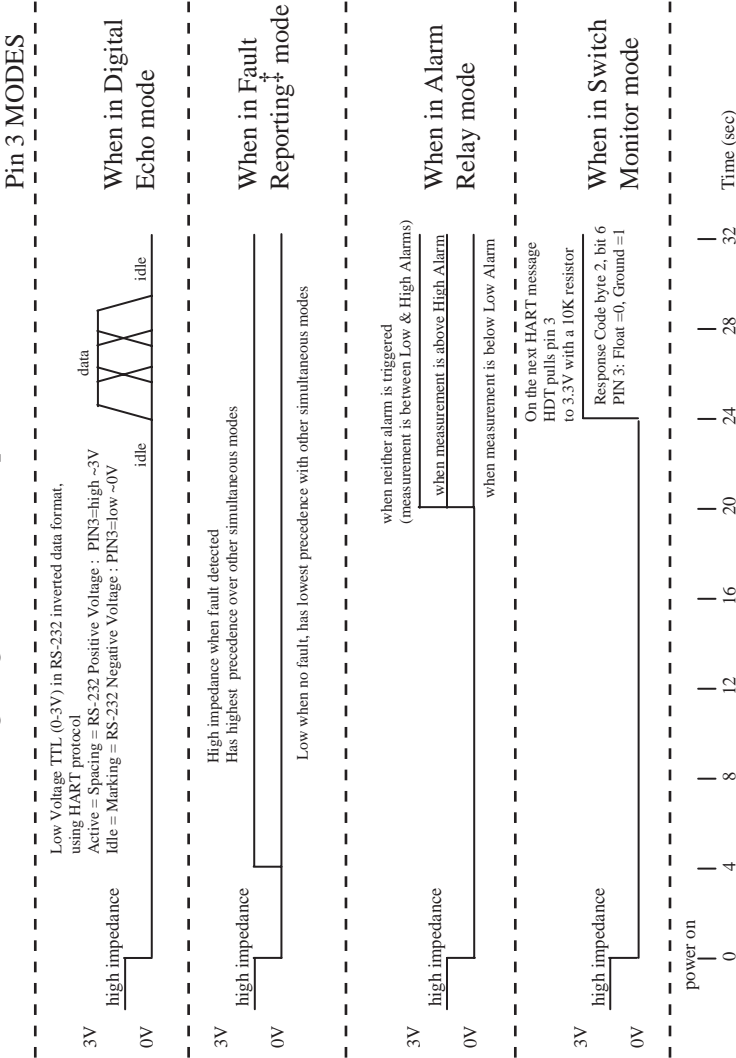 Pin 3 MODES
3V
0V
high impedance
Low Voltage TTL (0-3V) in RS-232 inverted data format,
using HART protocol
Active = Spacing = RS-232 Positive Voltage : PIN3=high ~3V
Idle = Marking = RS-232 Negative Voltage : PIN3=low ~0V
idle
data
idle
When in Digital
Echo mode
3V
0V
high impedance
High impedance when fault detected
Has highest precedence over other simultaneous modes
Low when no fault, has lowest precedence with other simultaneous modes
When in Fault
Reporting‡ mode
3V
0V
high impedance
when neither alarm is triggered
(measurement is between Low & High Alarms)
when measurement is above High Alarm
when measurement is below Low Alarm
When in Alarm
Relay mode
3V
0V
high impedance
On the next HART message
HDT pulls pin 3
to 3.3V with a 10K resistor
Response Code byte 2, bit 6
PIN 3: Float =0, Ground =1
When in Switch
Monitor mode
power on
0 4 8 12 16 20 24 28 32 Time (sec)